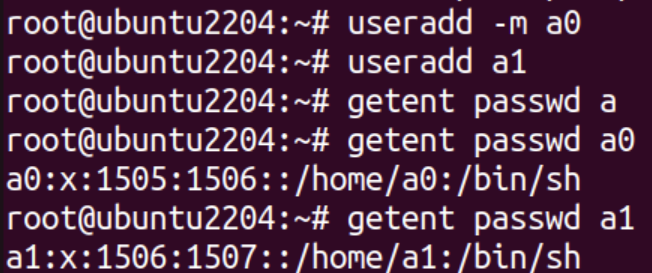 root@ubuntu2204:~# useradd -m a0
root@ubuntu2204:~# useradd a1
root@ubuntu2204:~# getent passwd a
root@ubuntu2204:~# getent passwd a0
a0:x:1505:1506::/home/a0:/bin/sh
root@ubuntu2204:~# getent passwd a1
a1:x:1506:1507::/home/a1:/bin/sh